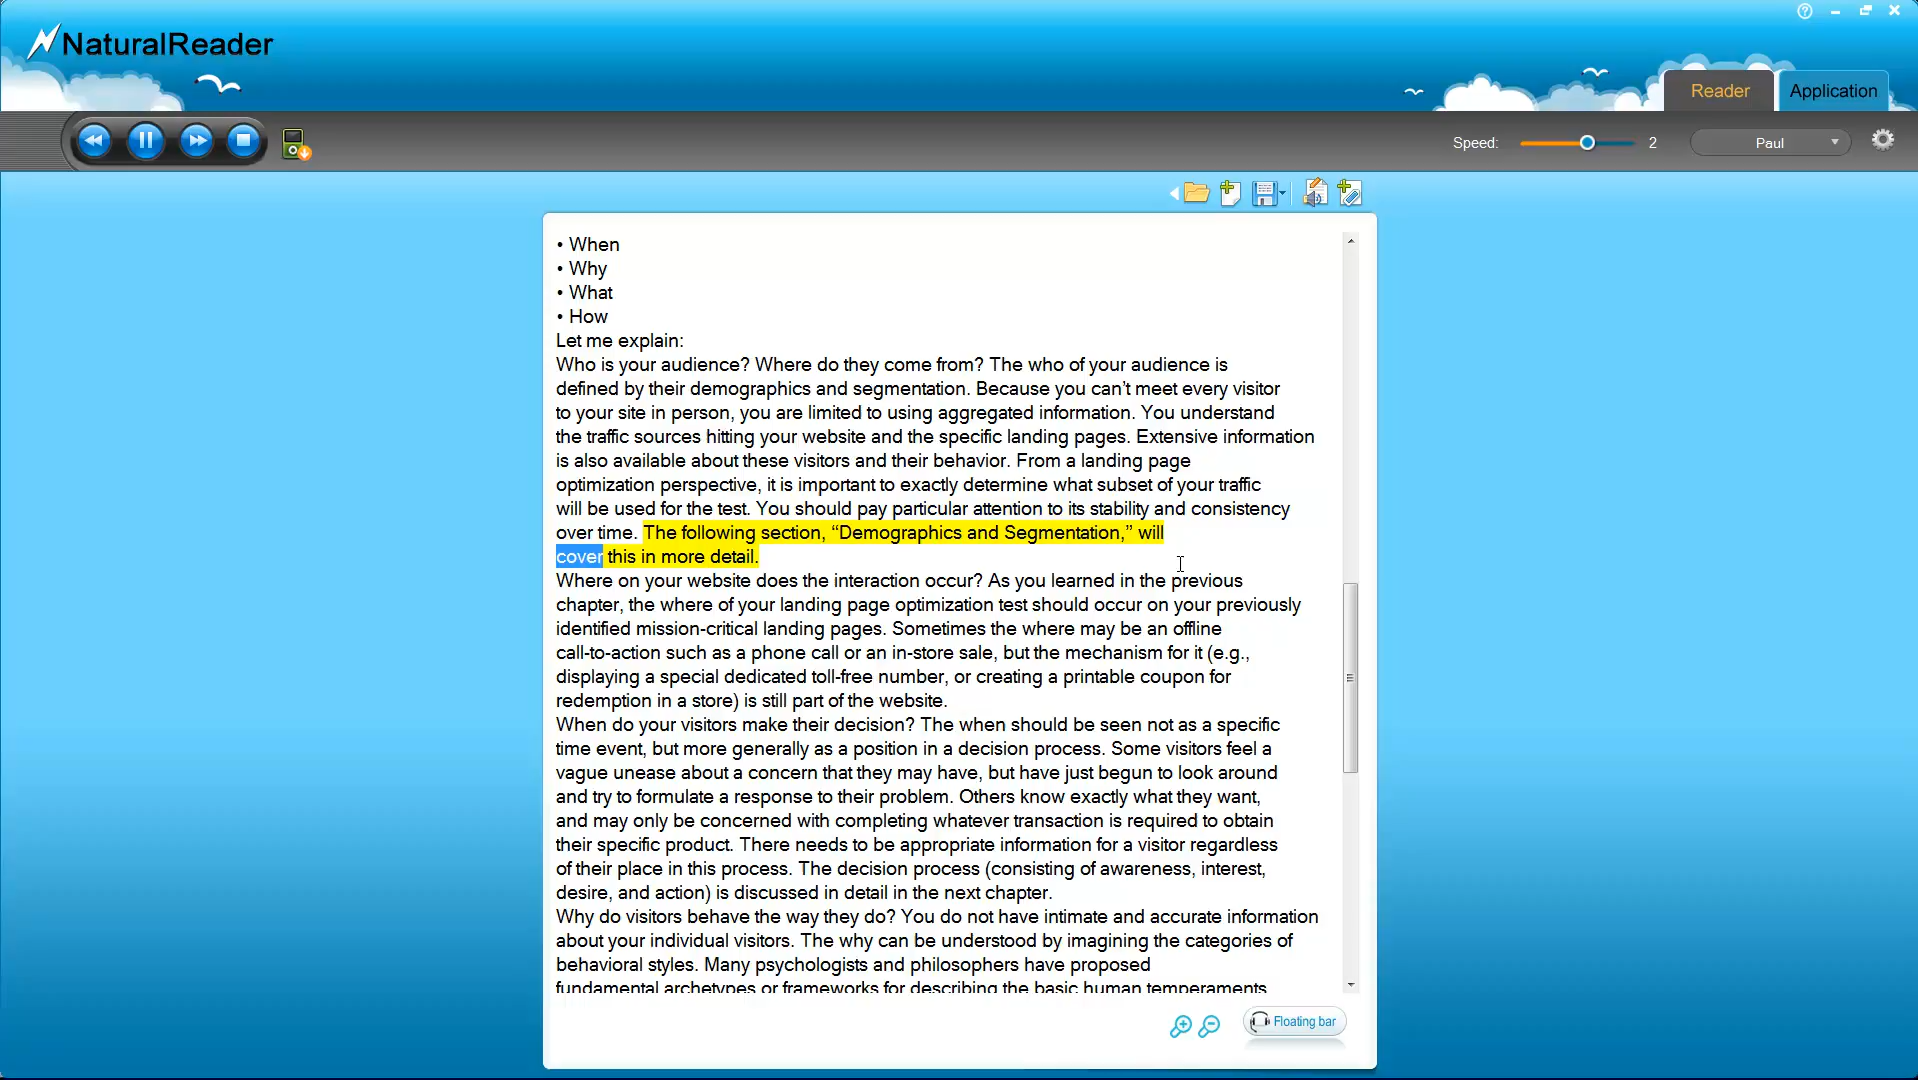 NaturalReader
Reader
Application
Speed:
2
Paul
• When
• Why
• What
• How
Let me explain:
Who is your audience? Where do they come from? The who of your audience is
defined by their demographics and segmentation. Because you can’t meet every visitor
to your site in person, you are limited to using aggregated information. You understand
the traffic sources hitting your website and the specific landing pages. Extensive information
is also available about these visitors and their behavior. From a landing page
optimization perspective, it is important to exactly determine what subset of your traffic
will be used for the test. You should pay particular attention to its stability and consistency
over time. The following section, “Demographics and Segmentation,” will
cover this in more detail.
Where on your website does the interaction occur? As you learned in the previous
chapter, the where of your landing page optimization test should occur on your previously
identified mission-critical landing pages. Sometimes the where may be an offline
call-to-action such as a phone call or an in-store sale, but the mechanism for it (e.g.,
displaying a special dedicated toll-free number, or creating a printable coupon for
redemption in a store) is still part of the website.
When do your visitors make their decision? The when should be seen not as a specific
time event, but more generally as a position in a decision process. Some visitors feel a
vague unease about a concern that they may have, but have just begun to look around
and try to formulate a response to their problem. Others know exactly what they want,
and may only be concerned with completing whatever transaction is required to obtain
their specific product. There needs to be appropriate information for a visitor regardless
of their place in this process. The decision process (consisting of awareness, interest,
desire, and action) is discussed in detail in the next chapter.
Why do visitors behave the way they do? You do not have intimate and accurate information
about your individual visitors. The why can be understood by imagining the categories of
behavioral styles. Many psychologists and philosophers have proposed
fundamental archetypes or frameworks for describing the basic human temperaments
Floating bar